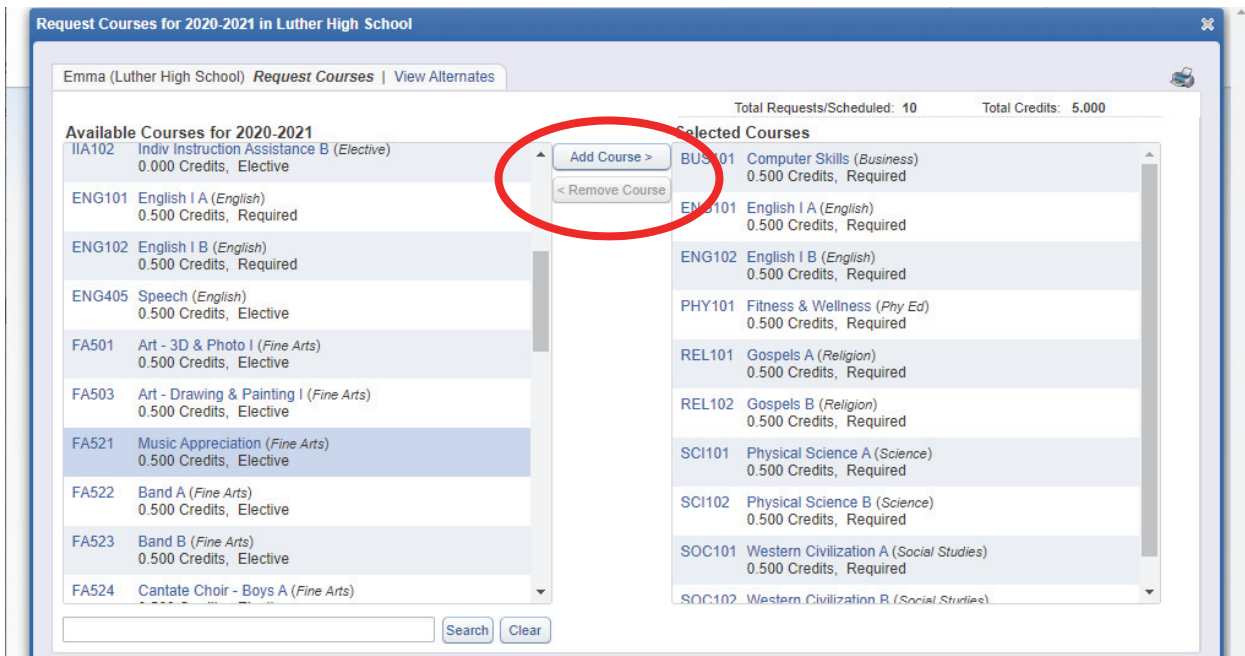 Request Courses for 2020-2021 in Luther High School
Emma (Luther High School) Request Courses | View Alternates
Total Requests/Scheduled: 10 Total Credits: 5.000
Available Courses for 2020-2021
IIA102 Indiv Instruction Assistance B (Elective)
0.000 Credits, Elective
ENG101 English I A (English)
0.500 Credits, Required
ENG102 English I B (English)
0.500 Credits, Required
ENG405 Speech (English)
0.500 Credits, Elective
FA501 Art - 3D & Photo I (Fine Arts)
0.500 Credits, Elective
FA503 Art - Drawing & Painting I (Fine Arts)
0.500 Credits, Elective
FA521 Music Appreciation (Fine Arts)
0.500 Credits, Elective
FA522 Band A (Fine Arts)
0.500 Credits, Elective
FA523 Band B (Fine Arts)
0.500 Credits, Elective
FA524 Cantate Choir - Boys A (Fine Arts)
Search Clear
Add Course >
< Remove Course
Selected Courses
BUS101 Computer Skills (Business)
0.500 Credits, Required
ENG101 English I A (English)
0.500 Credits, Required
ENG102 English I B (English)
0.500 Credits, Required
PHY101 Fitness & Wellness (Phy Ed)
0.500 Credits, Required
REL101 Gospels A (Religion)
0.500 Credits, Required
REL102 Gospels B (Religion)
0.500 Credits, Required
SCI101 Physical Science A (Science)
0.500 Credits, Required
SCI102 Physical Science B (Science)
0.500 Credits, Required
SOC101 Western Civilization A (Social Studies)
0.500 Credits, Required
SOC102 Western Civilization B (Social Studies)